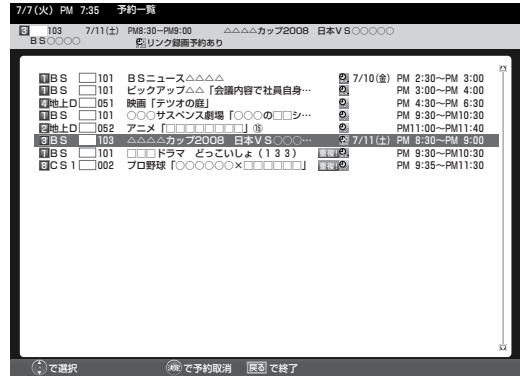 7/7(火) PM 7:35 予約一覧
3 103 7/11(土) PM8:30~PM9:00 △△△△カップ2008 日本VS○○○○○
BS○○○○ リンク録画予約あり
1BS 101 BSニュース△△△△ 7/10(金) PM 2:30~PM 3:00
1BS 101 ピックアップ△△「会議内容で社員自身… PM 3:00~PM 4:00
4地上D 051 映画「テツオの庭」 PM 4:30~PM 6:30
1BS 101 ○○○サスペンス劇場「○○○の□□シ… PM 9:30~PM10:30
2地上D 052 アニメ「□□□□□□□□」⑮ PM11:00~PM11:40
3BS 103 △△△△カップ2008 日本VS○○○… 7/11(土) PM 8:30~PM 9:00
1BS 101 □□□ドラマ どっこいしょ(133) 重複 PM 9:30~PM10:30
CS1 002 プロ野球「○○○○○○×□□□□□□」 重複 PM 9:35~PM11:30
で選択 決定で予約取消 戻るで終了